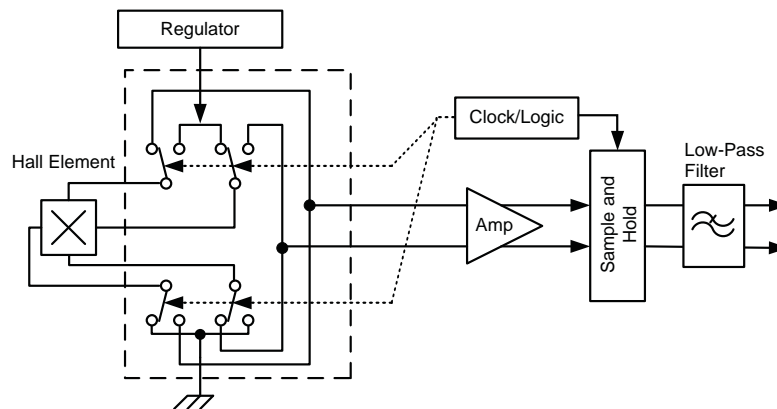 Regulator
Clock/Logic
Hall Element
Low-Pass
Filter
Amp
Sample and
Hold